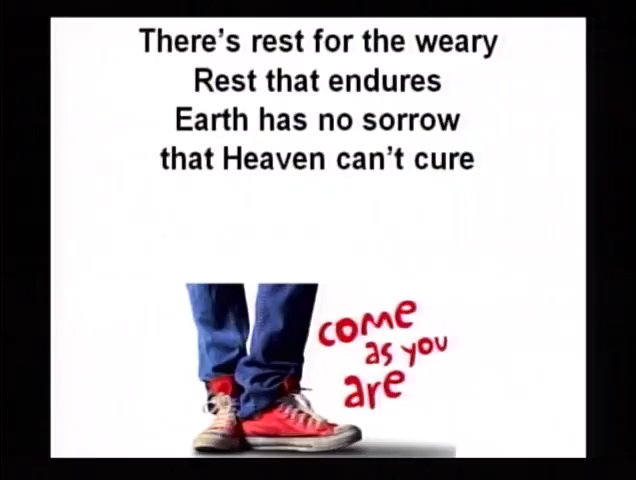 There's rest for the weary
Rest that endures
Earth has no sorrow
that Heaven can't cure
come
as you
are